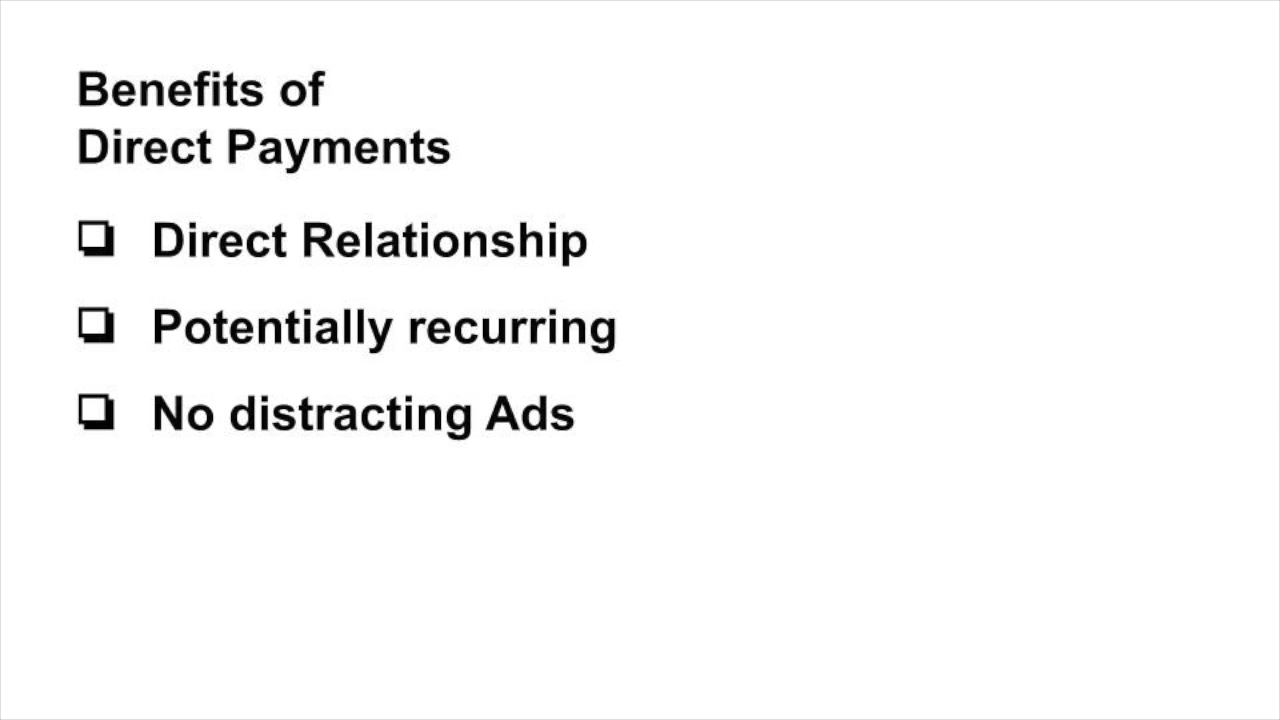 Benefits of
Direct Payments
❏ Direct Relationship
❏ Potentially recurring
❏ No distracting Ads